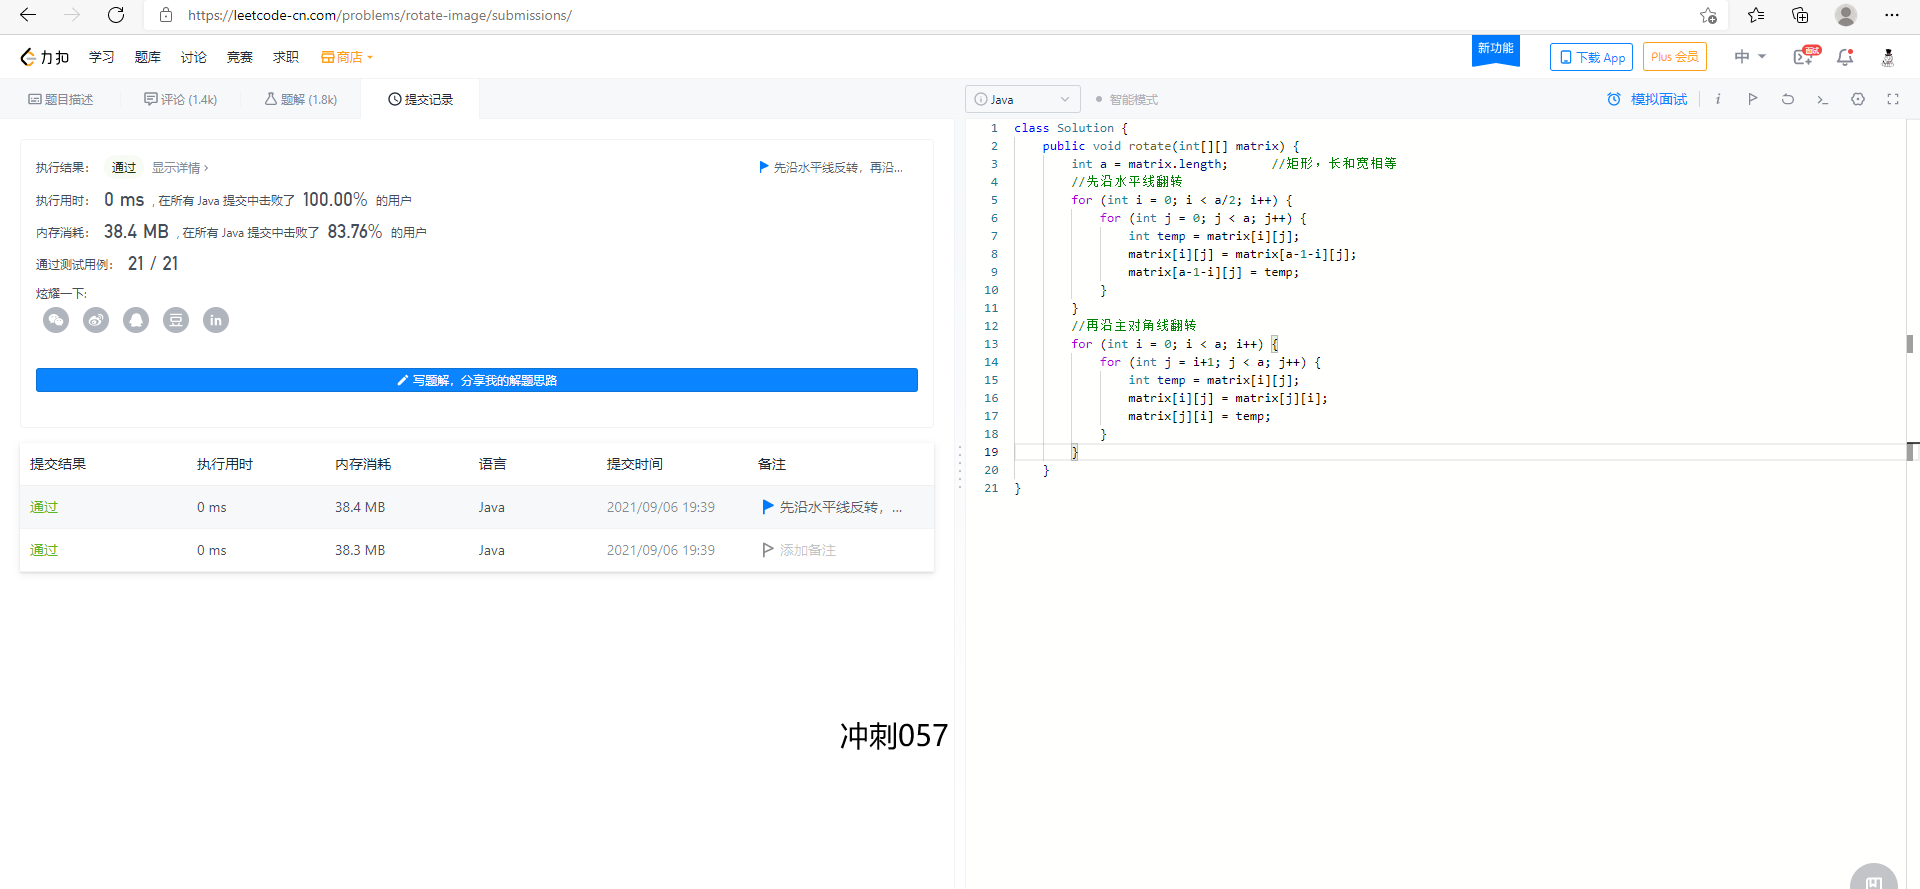 https://leetcode-cn.com/problems/rotate-image/submissions/
力扣 学习 题库 讨论 竞赛 求职 商店 新功能 下载 App Plus 会员 中 面试
题目描述 评论 (1.4k) 题解 (1.8k) 提交记录
执行结果： 通过 显示详情 › 先沿水平线反转，再沿...
执行用时： 0 ms , 在所有 Java 提交中击败了 100.00% 的用户
内存消耗： 38.4 MB , 在所有 Java 提交中击败了 83.76% 的用户
通过测试用例： 21 / 21
炫耀一下:
豆 in
写题解，分享我的解题思路
提交结果 执行用时 内存消耗 语言 提交时间 备注
通过 0 ms 38.4 MB Java 2021/09/06 19:39 先沿水平线反转，...
通过 0 ms 38.3 MB Java 2021/09/06 19:39 添加备注
冲刺057
Java 智能模式 模拟面试 i
1 class Solution {
2 public void rotate(int[][] matrix) {
3 int a = matrix.length; //矩形，长和宽相等
4 //先沿水平线翻转
5 for (int i = 0; i < a/2; i++) {
6 for (int j = 0; j < a; j++) {
7 int temp = matrix[i][j];
8 matrix[i][j] = matrix[a-1-i][j];
9 matrix[a-1-i][j] = temp;
10 }
11 }
12 //再沿主对角线翻转
13 for (int i = 0; i < a; i++) {
14 for (int j = i+1; j < a; j++) {
15 int temp = matrix[i][j];
16 matrix[i][j] = matrix[j][i];
17 matrix[j][i] = temp;
18 }
19 }
20 }
21 }